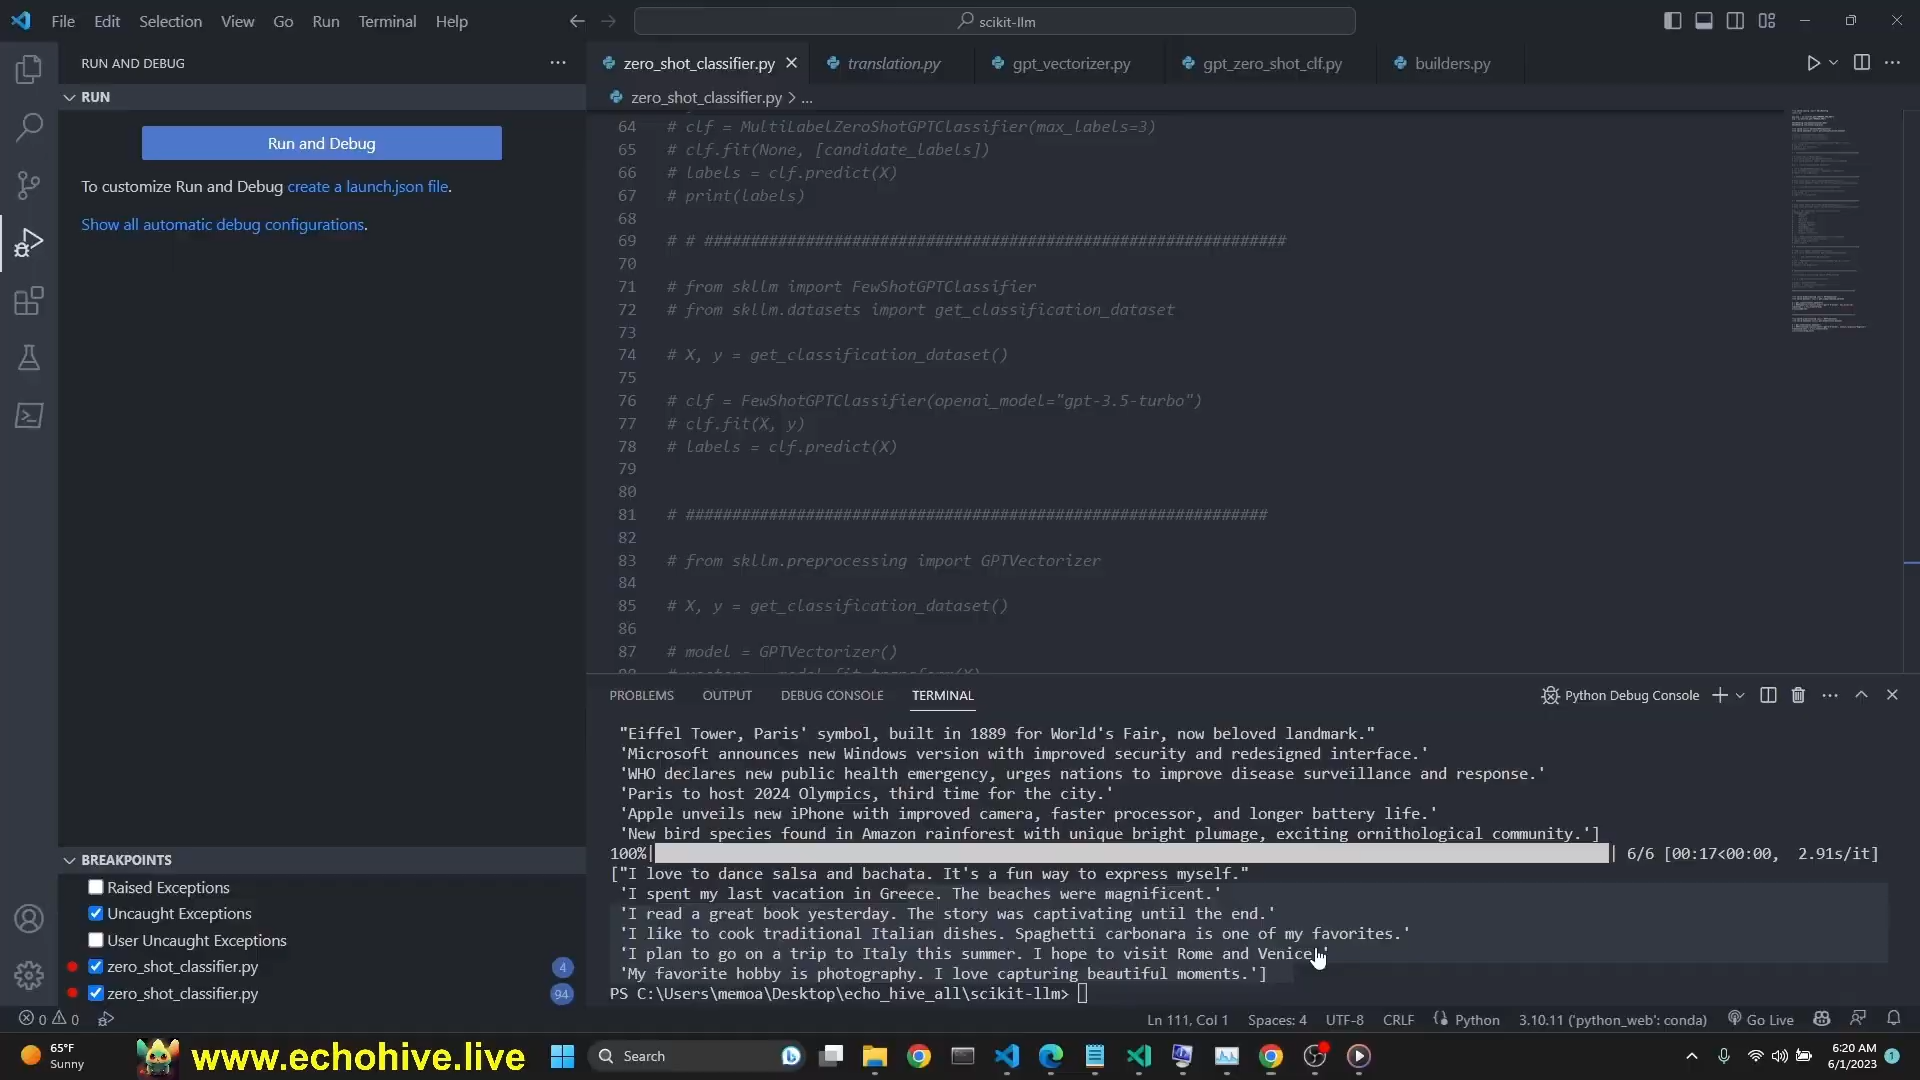 File Edit Selection View Go Run Terminal Help
scikit-llm
RUN AND DEBUG
RUN
Run and Debug
To customize Run and Debug create a launch.json file.
Show all automatic debug configurations.
zero_shot_classifier.py
translation.py
gpt_vectorizer.py
gpt_zero_shot_clf.py
builders.py
zero_shot_classifier.py > ...
64 # clf = MultiLabelZeroShotGPTClassifier(max_labels=3)
65 # clf.fit(None, [candidate_labels])
66 # labels = clf.predict(X)
67 # print(labels)
68
69 # # ###############################################################
70
71 # from skllm import FewShotGPTClassifier
72 # from skllm.datasets import get_classification_dataset
73
74 # X, y = get_classification_dataset()
75
76 # clf = FewShotGPTClassifier(openai_model="gpt-3.5-turbo")
77 # clf.fit(X, y)
78 # labels = clf.predict(X)
79
80
81 # ###############################################################
82
83 # from skllm.preprocessing import GPTVectorizer
84
85 # X, y = get_classification_dataset()
86
87 # model = GPTVectorizer()
PROBLEMS OUTPUT DEBUG CONSOLE TERMINAL
Python Debug Console
"Eiffel Tower, Paris' symbol, built in 1889 for World's Fair, now beloved landmark."
'Microsoft announces new Windows version with improved security and redesigned interface.'
'WHO declares new public health emergency, urges nations to improve disease surveillance and response.'
'Paris to host 2024 Olympics, third time for the city.'
'Apple unveils new iPhone with improved camera, faster processor, and longer battery life.'
'New bird species found in Amazon rainforest with unique bright plumage, exciting ornithological community.']
100%| | 6/6 [00:17<00:00, 2.91s/it]
["I love to dance salsa and bachata. It's a fun way to express myself."
'I spent my last vacation in Greece. The beaches were magnificent.'
'I read a great book yesterday. The story was captivating until the end.'
'I like to cook traditional Italian dishes. Spaghetti carbonara is one of my favorites.'
'I plan to go on a trip to Italy this summer. I hope to visit Rome and Venice.'
'My favorite hobby is photography. I love capturing beautiful moments.']
PS C:\Users\memoa\Desktop\echo_hive_all\scikit-llm>
BREAKPOINTS
Raised Exceptions
Uncaught Exceptions
User Uncaught Exceptions
zero_shot_classifier.py 4
zero_shot_classifier.py 94
0 0
Ln 111, Col 1 Spaces: 4 UTF-8 CRLF Python 3.10.11 ('python_web': conda) Go Live
65°F
Sunny
www.echohive.live
Search
6:20 AM
6/1/2023
1